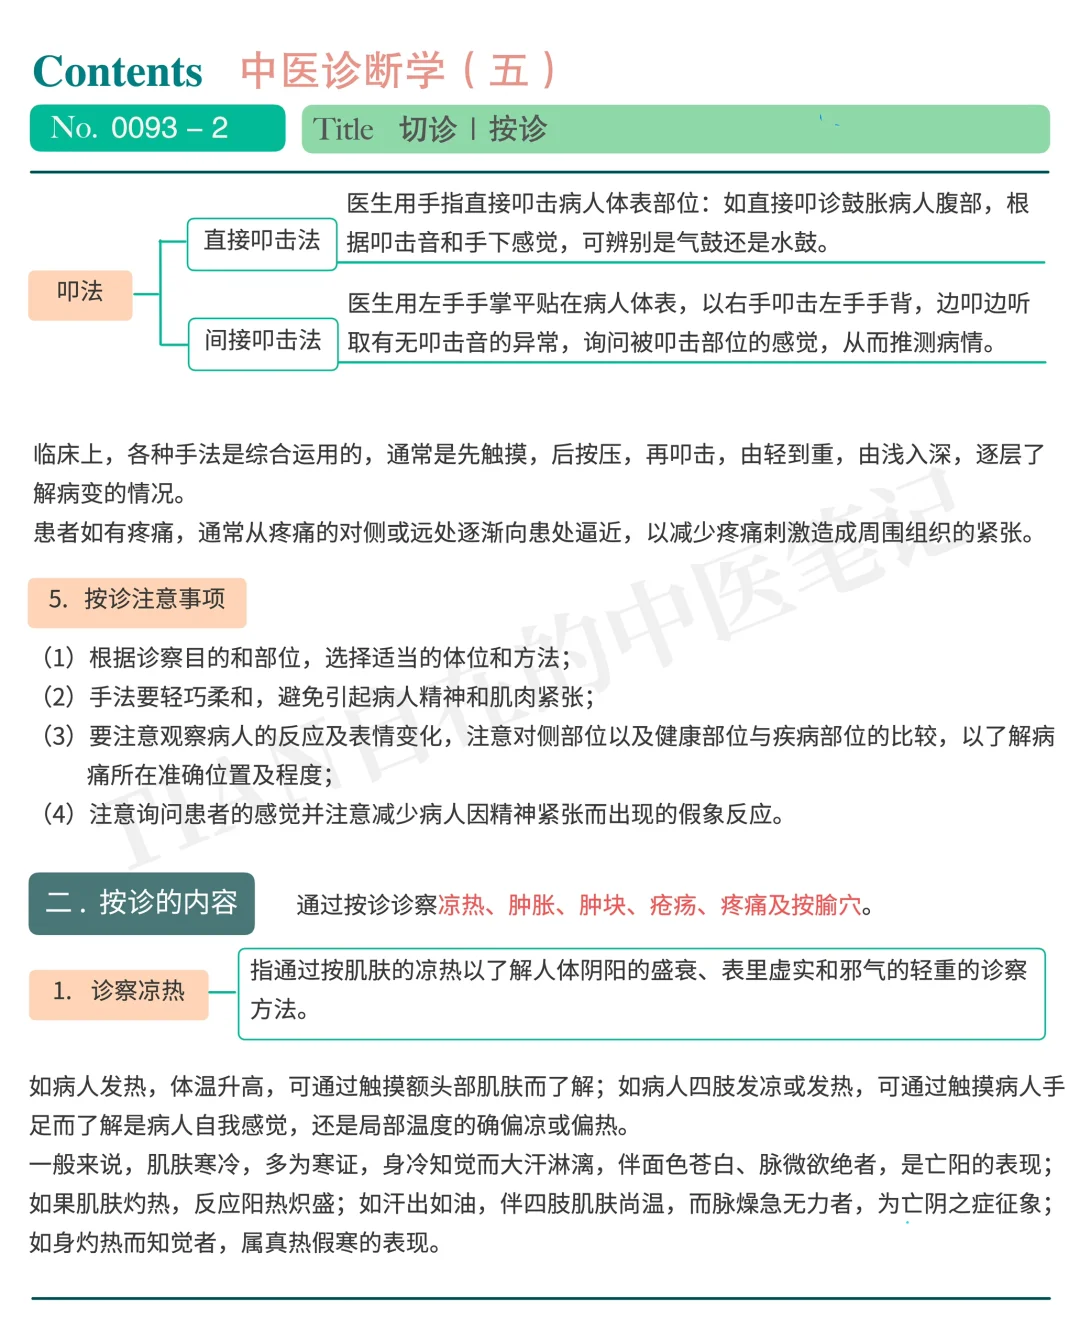 Contents 中医诊断学（五）
No. 0093 – 2
Title 切诊 | 按诊
叩法
直接叩击法
医生用手指直接叩击病人体表部位：如直接叩诊鼓胀病人腹部，根
据叩击音和手下感觉，可辨别是气鼓还是水鼓。
间接叩击法
医生用左手手掌平贴在病人体表，以右手叩击左手手背，边叩边听
取有无叩击音的异常，询问被叩击部位的感觉，从而推测病情。
临床上，各种手法是综合运用的，通常是先触摸，后按压，再叩击，由轻到重，由浅入深，逐层了
解病变的情况。
患者如有疼痛，通常从疼痛的对侧或远处逐渐向患处逼近，以减少疼痛刺激造成周围组织的紧张。
5. 按诊注意事项
（1）根据诊察目的和部位，选择适当的体位和方法；
（2）手法要轻巧柔和，避免引起病人精神和肌肉紧张；
（3）要注意观察病人的反应及表情变化，注意对侧部位以及健康部位与疾病部位的比较，以了解病
痛所在准确位置及程度；
（4）注意询问患者的感觉并注意减少病人因精神紧张而出现的假象反应。
二．按诊的内容
通过按诊诊察凉热、肿胀、肿块、疮疡、疼痛及按腧穴。
1. 诊察凉热
指通过按肌肤的凉热以了解人体阴阳的盛衰、表里虚实和邪气的轻重的诊察
方法。
如病人发热，体温升高，可通过触摸额头部肌肤而了解；如病人四肢发凉或发热，可通过触摸病人手
足而了解是病人自我感觉，还是局部温度的确偏凉或偏热。
一般来说，肌肤寒冷，多为寒证，身冷知觉而大汗淋漓，伴面色苍白、脉微欲绝者，是亡阳的表现；
如果肌肤灼热，反应阳热炽盛；如汗出如油，伴四肢肌肤尚温，而脉燥急无力者，为亡阴之症征象；
如身灼热而知觉者，属真热假寒的表现。
TIAN自在的中医笔记